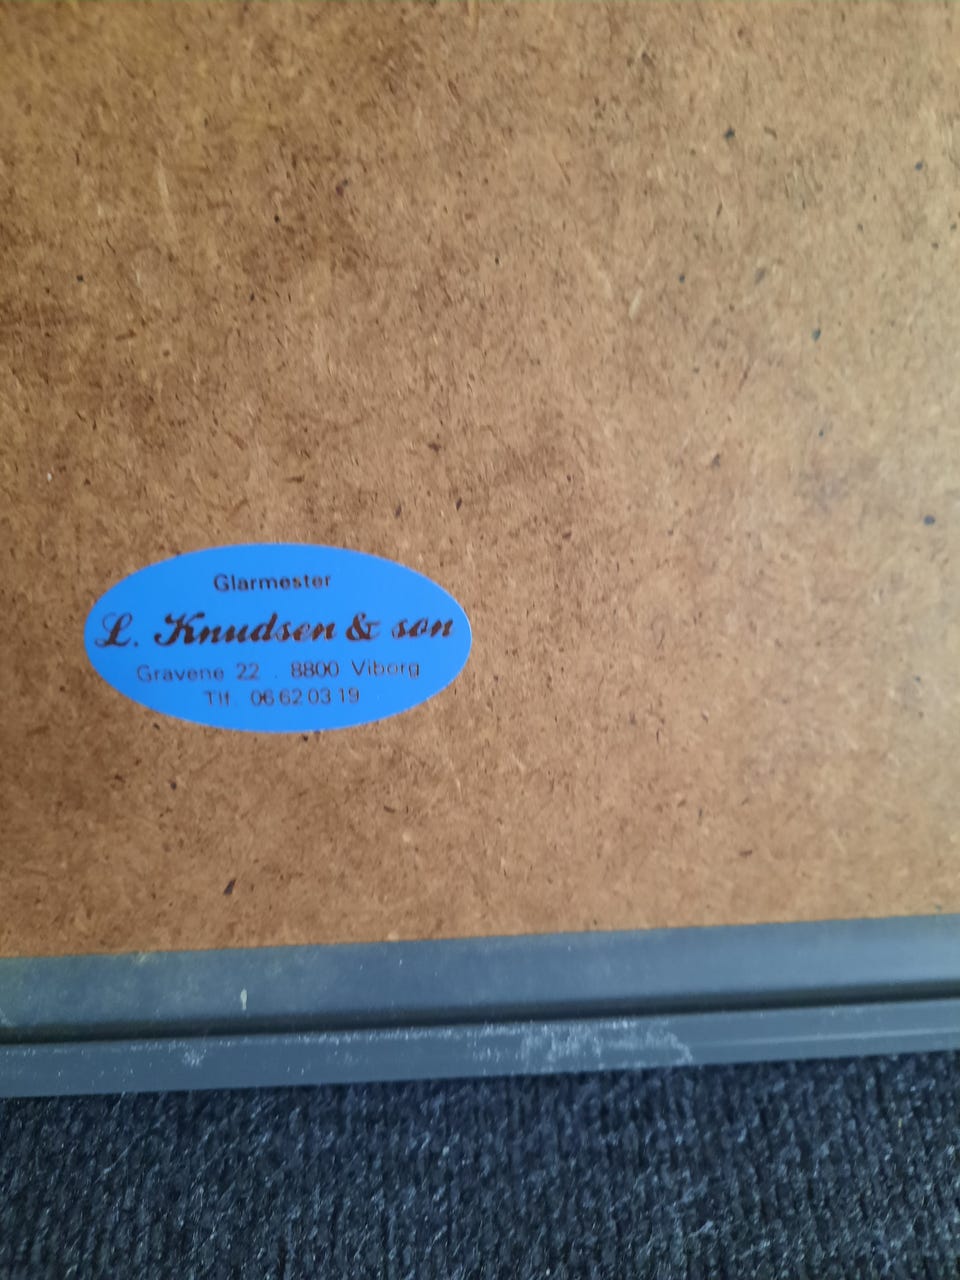 Glarmester
L. Knudsen & søn
Gravene 22 . 8800 Viborg
Tlf. 06 62 03 19